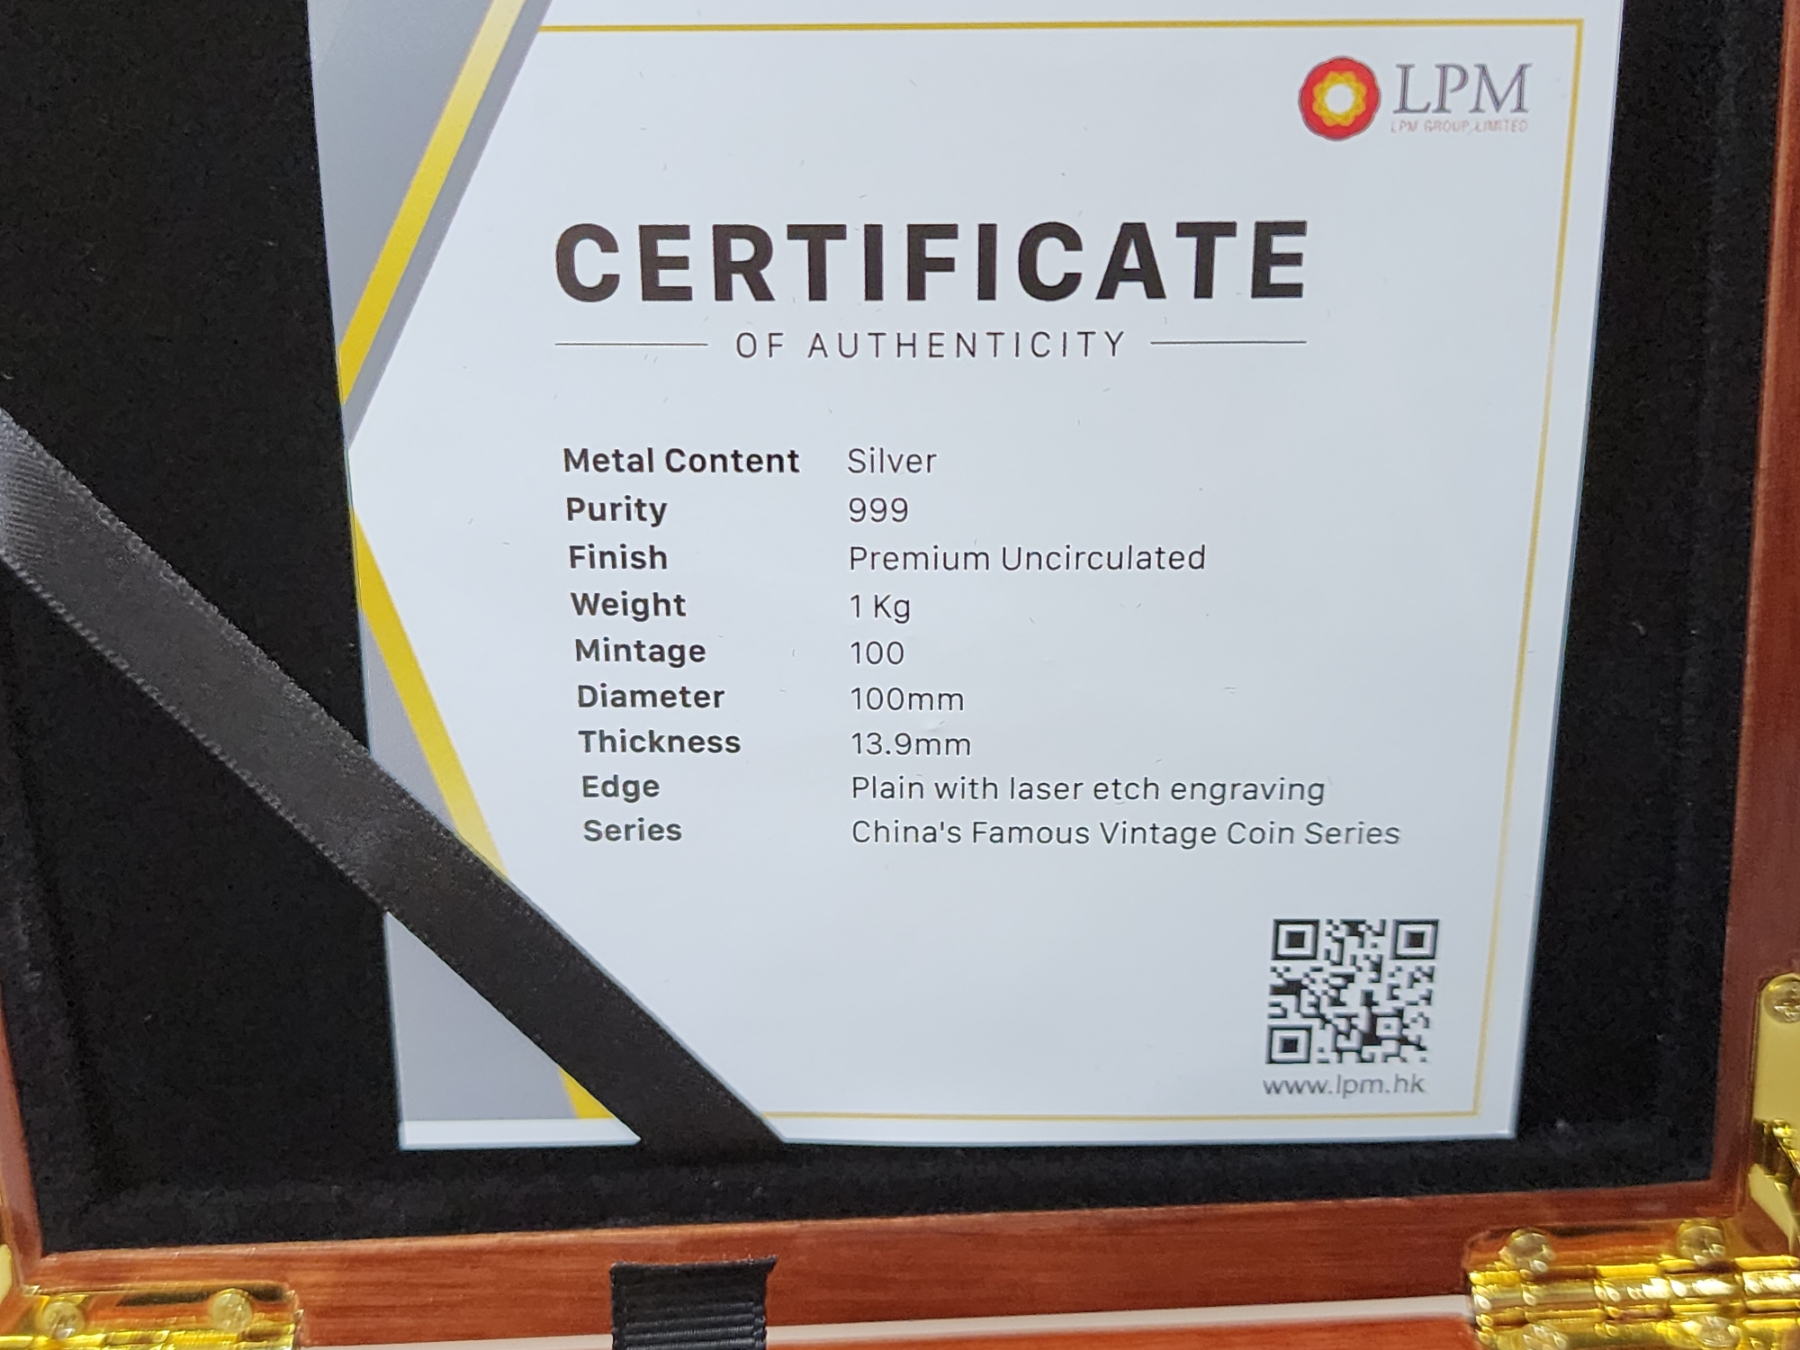 LPM
LPM GROUP LIMITED
CERTIFICATE
OF AUTHENTICITY
Metal Content Silver
Purity 999
Finish Premium Uncirculated
Weight 1 Kg
Mintage 100
Diameter 100mm
Thickness 13.9mm
Edge Plain with laser etch engraving
Series China's Famous Vintage Coin Series
www.lpm.hk